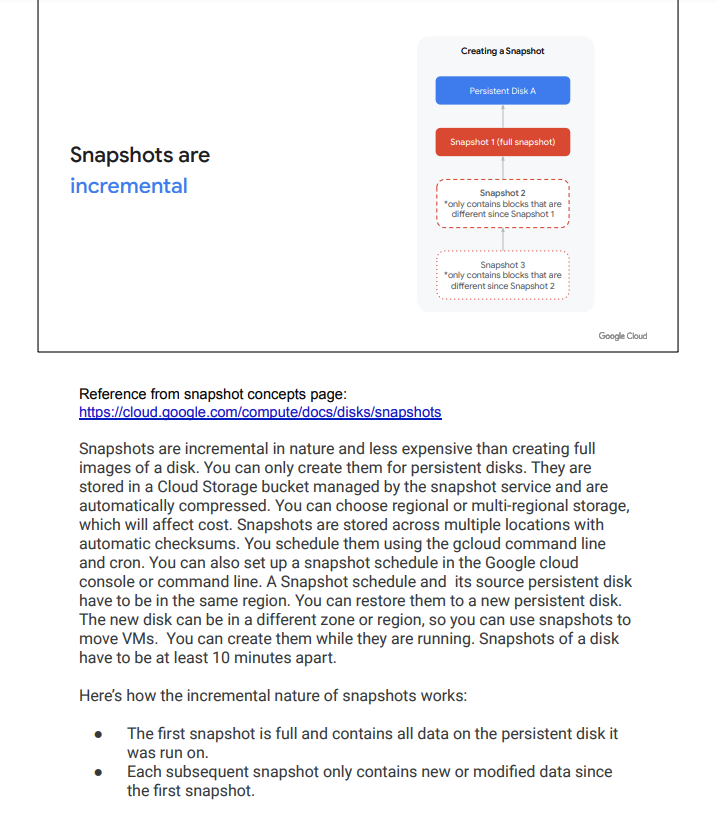 Creating a Snapshot
Persistent Disk A
Snapshot 1 (full snapshot)
Snapshots are
incremental
Snapshot 2
*only contains blocks that are
different since Snapshot 1
Snapshot 3
*only contains blocks that are
different since Snapshot 2
Google Cloud
Reference from snapshot concepts page:
https://cloud.google.com/compute/docs/disks/snapshots
Snapshots are incremental in nature and less expensive than creating full
images of a disk. You can only create them for persistent disks. They are
stored in a Cloud Storage bucket managed by the snapshot service and are
automatically compressed. You can choose regional or multi-regional storage,
which will affect cost. Snapshots are stored across multiple locations with
automatic checksums. You schedule them using the gcloud command line
and cron. You can also set up a snapshot schedule in the Google cloud
console or command line. A Snapshot schedule and  its source persistent disk
have to be in the same region. You can restore them to a new persistent disk.
The new disk can be in a different zone or region, so you can use snapshots to
move VMs.  You can create them while they are running. Snapshots of a disk
have to be at least 10 minutes apart.
Here's how the incremental nature of snapshots works:
● The first snapshot is full and contains all data on the persistent disk it
was run on.
● Each subsequent snapshot only contains new or modified data since
the first snapshot.